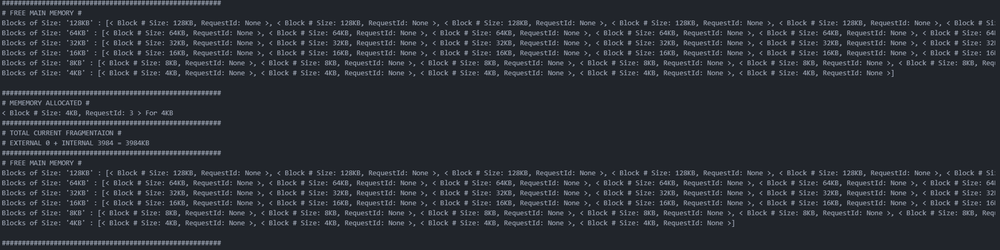 #######################################################
# FREE MAIN MEMORY #
Blocks of Size: '128KB' : [< Block # Size: 128KB, RequestId: None >, < Block # Size: 128KB, RequestId: None >, < Block # Size: 128KB, RequestId: None >, < Block # Size: 128KB, RequestId: None >, < Block # Size: 128KB, RequestId: None >, < Block # Si
Blocks of Size: '64KB' : [< Block # Size: 64KB, RequestId: None >, < Block # Size: 64KB, RequestId: None >, < Block # Size: 64KB, RequestId: None >, < Block # Size: 64KB, RequestId: None >, < Block # Size: 64KB, RequestId: None >, < Block # Size: 64
Blocks of Size: '32KB' : [< Block # Size: 32KB, RequestId: None >, < Block # Size: 32KB, RequestId: None >, < Block # Size: 32KB, RequestId: None >, < Block # Size: 32KB, RequestId: None >, < Block # Size: 32KB, RequestId: None >, < Block # Size: 32
Blocks of Size: '16KB' : [< Block # Size: 16KB, RequestId: None >, < Block # Size: 16KB, RequestId: None >, < Block # Size: 16KB, RequestId: None >, < Block # Size: 16KB, RequestId: None >, < Block # Size: 16KB, RequestId: None >, < Block # Size: 16
Blocks of Size: '8KB' : [< Block # Size: 8KB, RequestId: None >, < Block # Size: 8KB, RequestId: None >, < Block # Size: 8KB, RequestId: None >, < Block # Size: 8KB, RequestId: None >, < Block # Size: 8KB, RequestId: None >, < Block # Size: 8KB, Req
Blocks of Size: '4KB' : [< Block # Size: 4KB, RequestId: None >, < Block # Size: 4KB, RequestId: None >, < Block # Size: 4KB, RequestId: None >, < Block # Size: 4KB, RequestId: None >, < Block # Size: 4KB, RequestId: None >]
#######################################################
# MEMEMORY ALLOCATED #
< Block # Size: 4KB, RequestId: 3 > For 4KB
#######################################################
# TOTAL CURRENT FRAGMENTAION #
# EXTERNAL 0 + INTERNAL 3984 = 3984KB
#######################################################
# FREE MAIN MEMORY #
Blocks of Size: '128KB' : [< Block # Size: 128KB, RequestId: None >, < Block # Size: 128KB, RequestId: None >, < Block # Size: 128KB, RequestId: None >, < Block # Size: 128KB, RequestId: None >, < Block # Size: 128KB, RequestId: None >, < Block # Si
Blocks of Size: '64KB' : [< Block # Size: 64KB, RequestId: None >, < Block # Size: 64KB, RequestId: None >, < Block # Size: 64KB, RequestId: None >, < Block # Size: 64KB, RequestId: None >, < Block # Size: 64KB, RequestId: None >, < Block # Size: 64
Blocks of Size: '32KB' : [< Block # Size: 32KB, RequestId: None >, < Block # Size: 32KB, RequestId: None >, < Block # Size: 32KB, RequestId: None >, < Block # Size: 32KB, RequestId: None >, < Block # Size: 32KB, RequestId: None >, < Block # Size: 32
Blocks of Size: '16KB' : [< Block # Size: 16KB, RequestId: None >, < Block # Size: 16KB, RequestId: None >, < Block # Size: 16KB, RequestId: None >, < Block # Size: 16KB, RequestId: None >, < Block # Size: 16KB, RequestId: None >, < Block # Size: 16
Blocks of Size: '8KB' : [< Block # Size: 8KB, RequestId: None >, < Block # Size: 8KB, RequestId: None >, < Block # Size: 8KB, RequestId: None >, < Block # Size: 8KB, RequestId: None >, < Block # Size: 8KB, RequestId: None >, < Block # Size: 8KB, Req
Blocks of Size: '4KB' : [< Block # Size: 4KB, RequestId: None >, < Block # Size: 4KB, RequestId: None >, < Block # Size: 4KB, RequestId: None >, < Block # Size: 4KB, RequestId: None >]
#######################################################